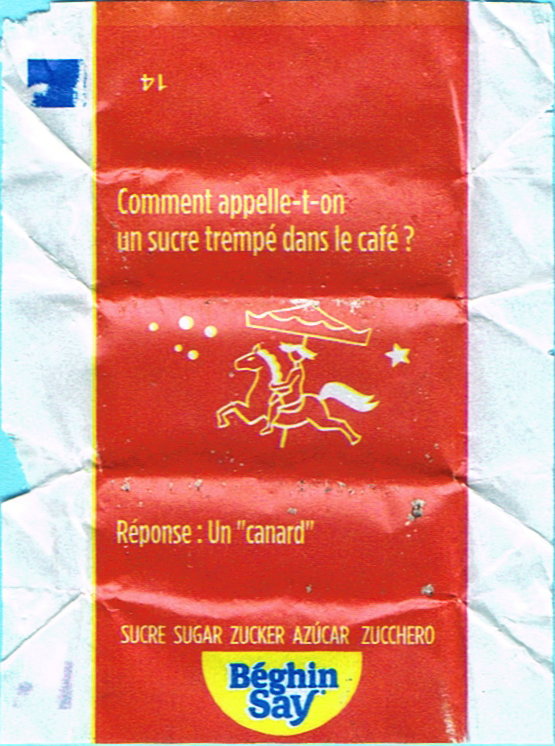 14
Comment appelle-t-on
un sucre trempé dans le café ?
Réponse : Un "canard"
SUCRE SUGAR ZUCKER AZÚCAR ZUCCHERO
Béghin
Say